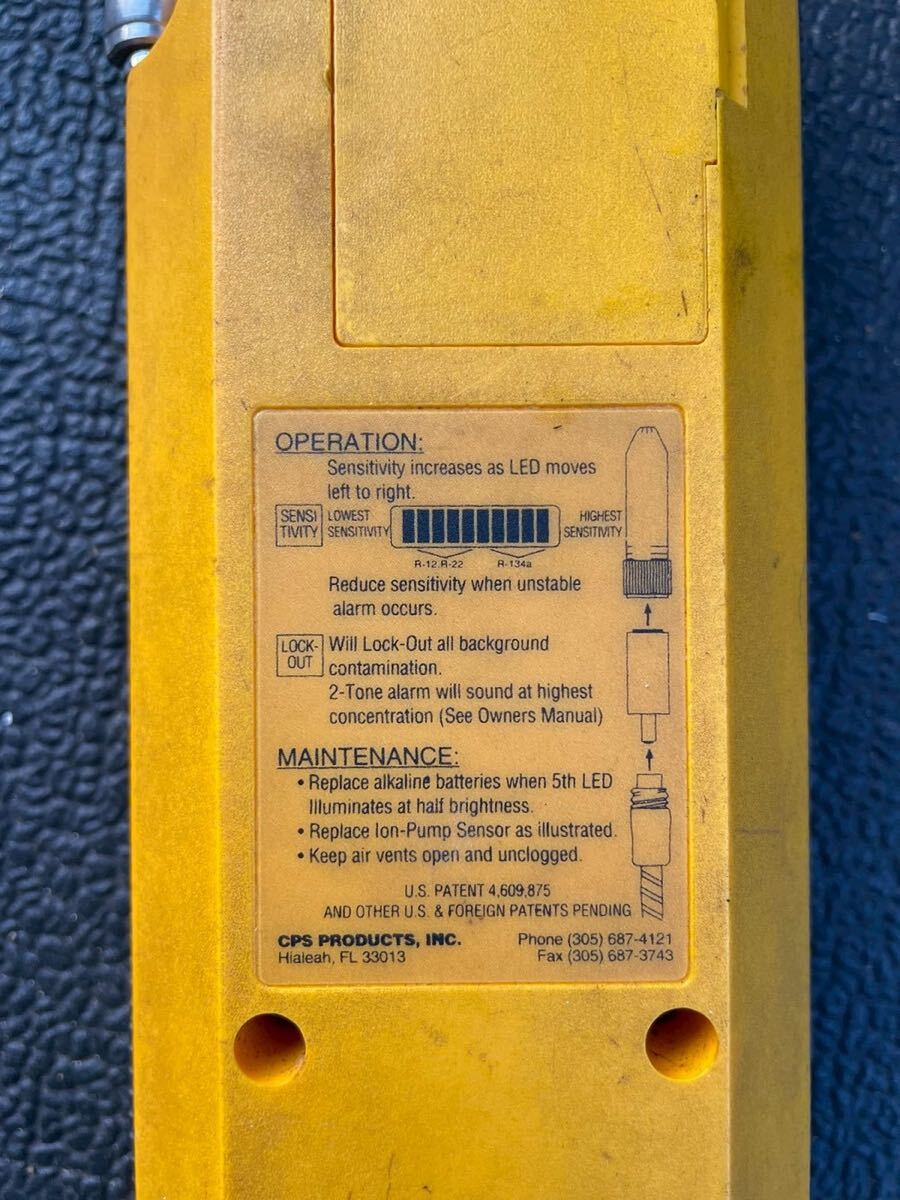 OPERATION:
Sensitivity increases as LED moves
left to right.
SENSI
TIVITY
LOWEST
SENSITIVITY
HIGHEST
SENSITIVITY
R-12,R-22 R-134a
Reduce sensitivity when unstable
alarm occurs.
LOCK-
OUT
Will Lock-Out all background
contamination.
2-Tone alarm will sound at highest
concentration (See Owners Manual)
MAINTENANCE:
• Replace alkaline batteries when 5th LED
Illuminates at half brightness.
• Replace Ion-Pump Sensor as illustrated.
• Keep air vents open and unclogged.
U.S. PATENT 4,609,875
AND OTHER U.S. & FOREIGN PATENTS PENDING
CPS PRODUCTS, INC. Phone (305) 687-4121
Hialeah, FL 33013 Fax (305) 687-3743